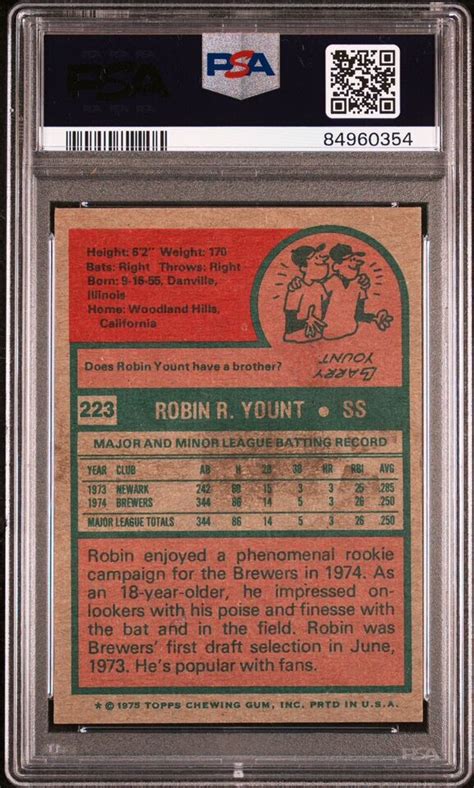 PSA
PSA
84960354
Height: 6'2" Weight: 170
Bats: Right Throws: Right
Born: 9-16-55, Danville,
Illinois
Home: Woodland Hills,
California
Does Robin Yount have a brother?
LARRY
YOUNT
223 ROBIN R. YOUNT • SS
MAJOR AND MINOR LEAGUE BATTING RECORD
YEAR CLUB AB H 2B 3B HR RBI AVG
1973 NEWARK 242 15 3 3 25 .285
1974 BREWERS 344 86 14 5 3 26 .250
MAJOR LEAGUE TOTALS 344 86 14 5 3 26 .250
Robin enjoyed a phenomenal rookie
campaign for the Brewers in 1974. As
an 18-year-older, he impressed on-
lookers with his poise and finesse with
the bat and in the field. Robin was
Brewers' first draft selection in June,
1973. He's popular with fans.
* © 1975 TOPPS CHEWING GUM, INC. PRTD IN U.S.A.
PSA